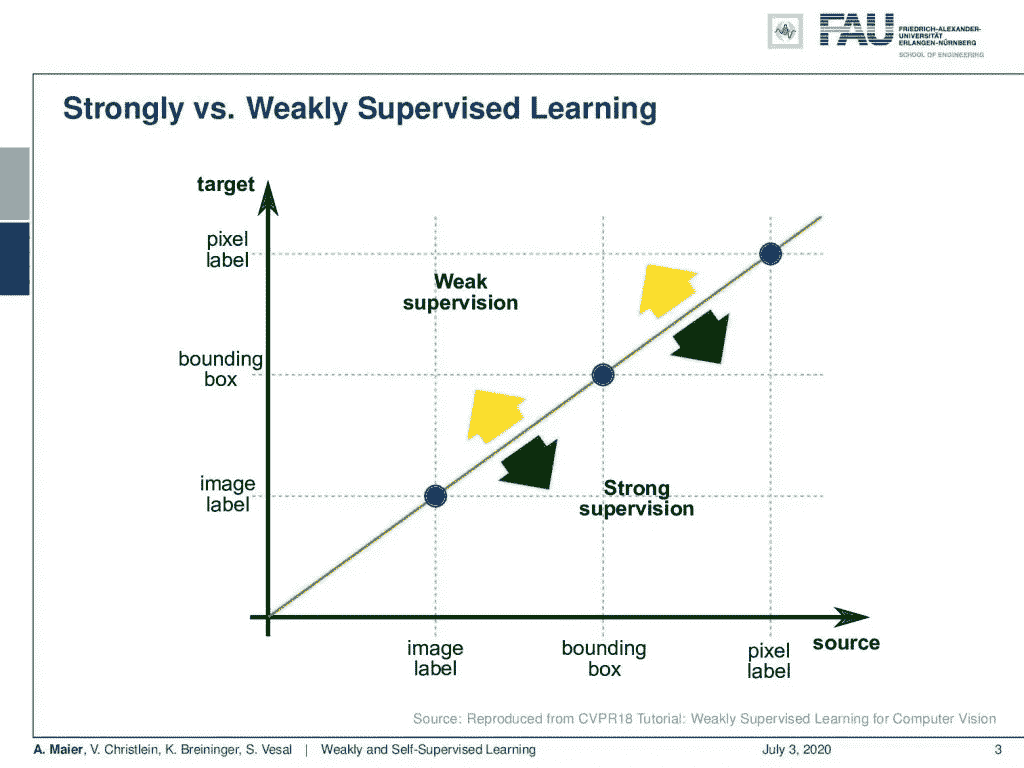 FAU
FRIEDRICH-ALEXANDER-
UNIVERSITÄT
ERLANGEN-NÜRNBERG
SCHOOL OF ENGINEERING
Strongly vs. Weakly Supervised Learning
target
pixel
label
Weak
supervision
bounding
box
image
label
Strong
supervision
image
label
bounding
box
pixel
label
source
Source: Reproduced from CVPR18 Tutorial: Weakly Supervised Learning for Computer Vision
A. Maier, V. Christlein, K. Breininger, S. Vesal | Weakly and Self-Supervised Learning July 3, 2020 3